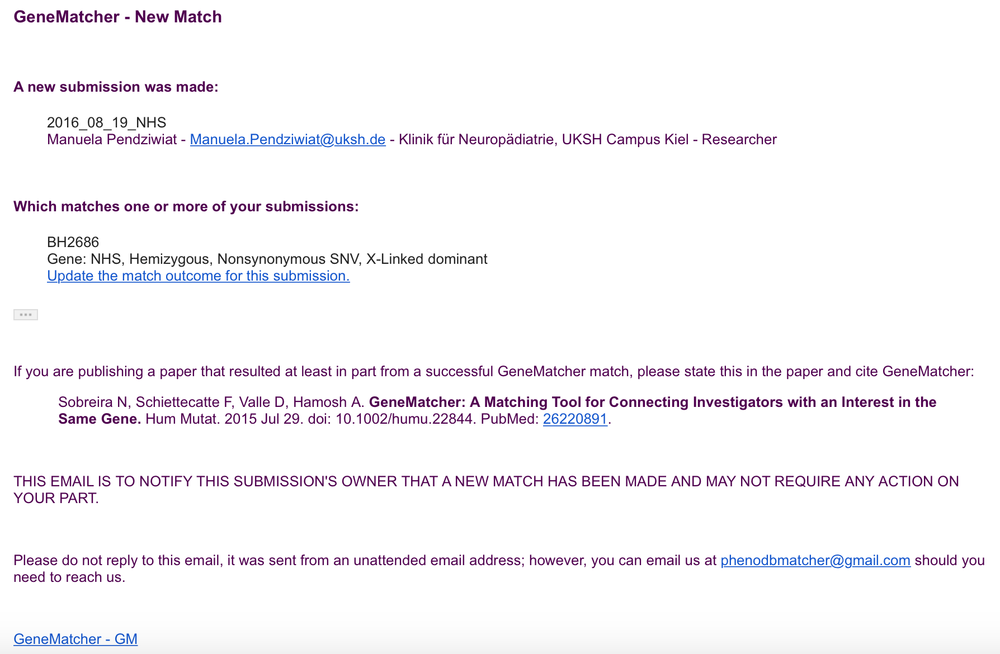 GeneMatcher - New Match
A new submission was made:
2016_08_19_NHS
Manuela Pendziwiat - Manuela.Pendziwiat@uksh.de - Klinik für Neuropädiatrie, UKSH Campus Kiel - Researcher
Which matches one or more of your submissions:
BH2686
Gene: NHS, Hemizygous, Nonsynonymous SNV, X-Linked dominant
Update the match outcome for this submission.
If you are publishing a paper that resulted at least in part from a successful GeneMatcher match, please state this in the paper and cite GeneMatcher:
Sobreira N, Schiettecatte F, Valle D, Hamosh A. GeneMatcher: A Matching Tool for Connecting Investigators with an Interest in the
Same Gene. Hum Mutat. 2015 Jul 29. doi: 10.1002/humu.22844. PubMed: 26220891.
THIS EMAIL IS TO NOTIFY THIS SUBMISSION'S OWNER THAT A NEW MATCH HAS BEEN MADE AND MAY NOT REQUIRE ANY ACTION ON
YOUR PART.
Please do not reply to this email, it was sent from an unattended email address; however, you can email us at phenodbmatcher@gmail.com should you
need to reach us.
GeneMatcher - GM